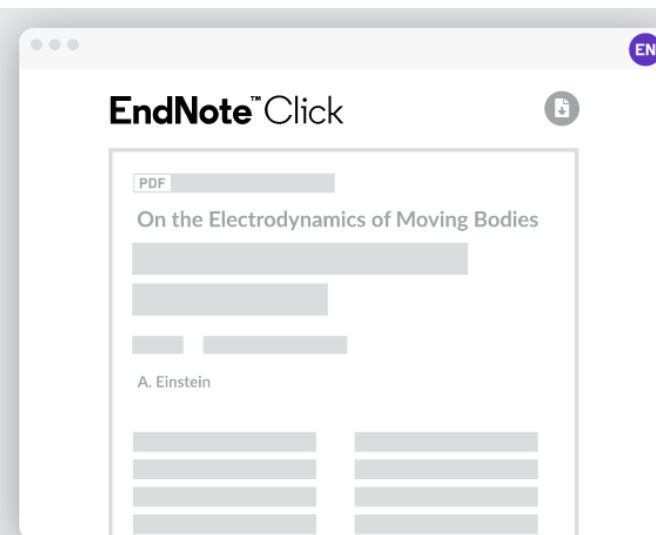 EN
EndNote™ Click
PDF
On the Electrodynamics of Moving Bodies
A. Einstein